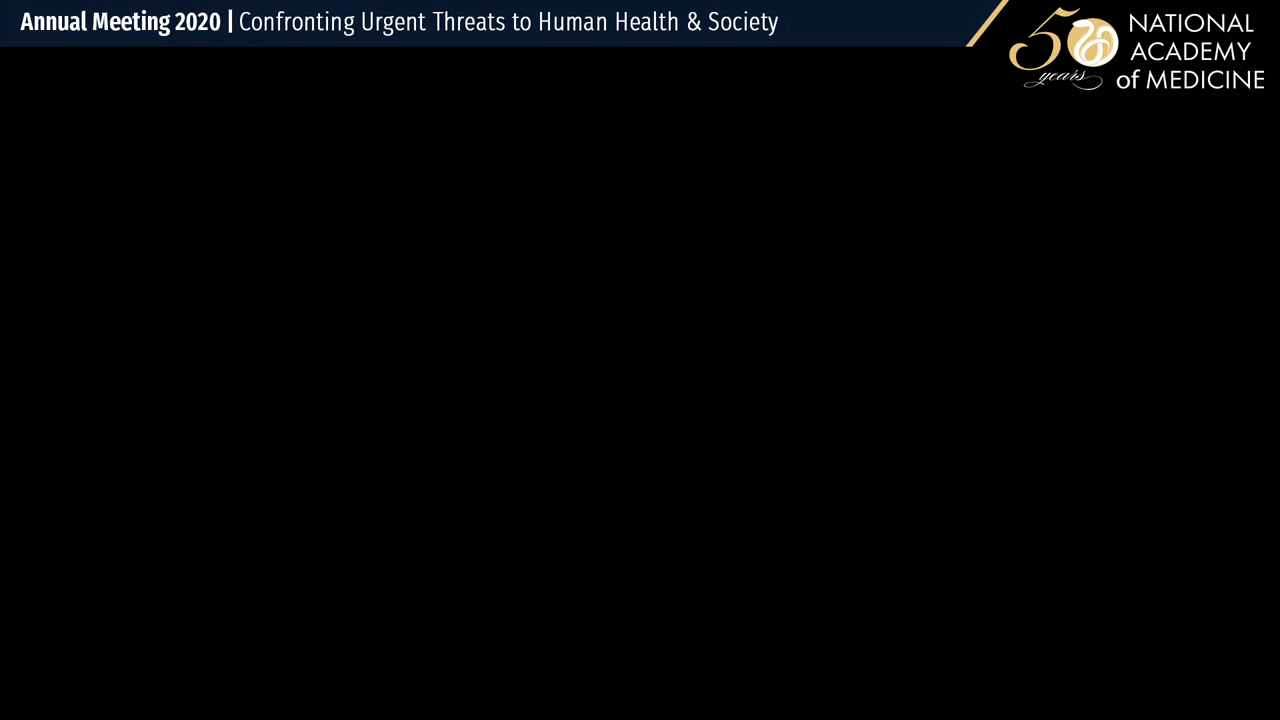 Annual Meeting 2020 | Confronting Urgent Threats to Human Health & Society
50 years
NATIONAL
ACADEMY
of MEDICINE